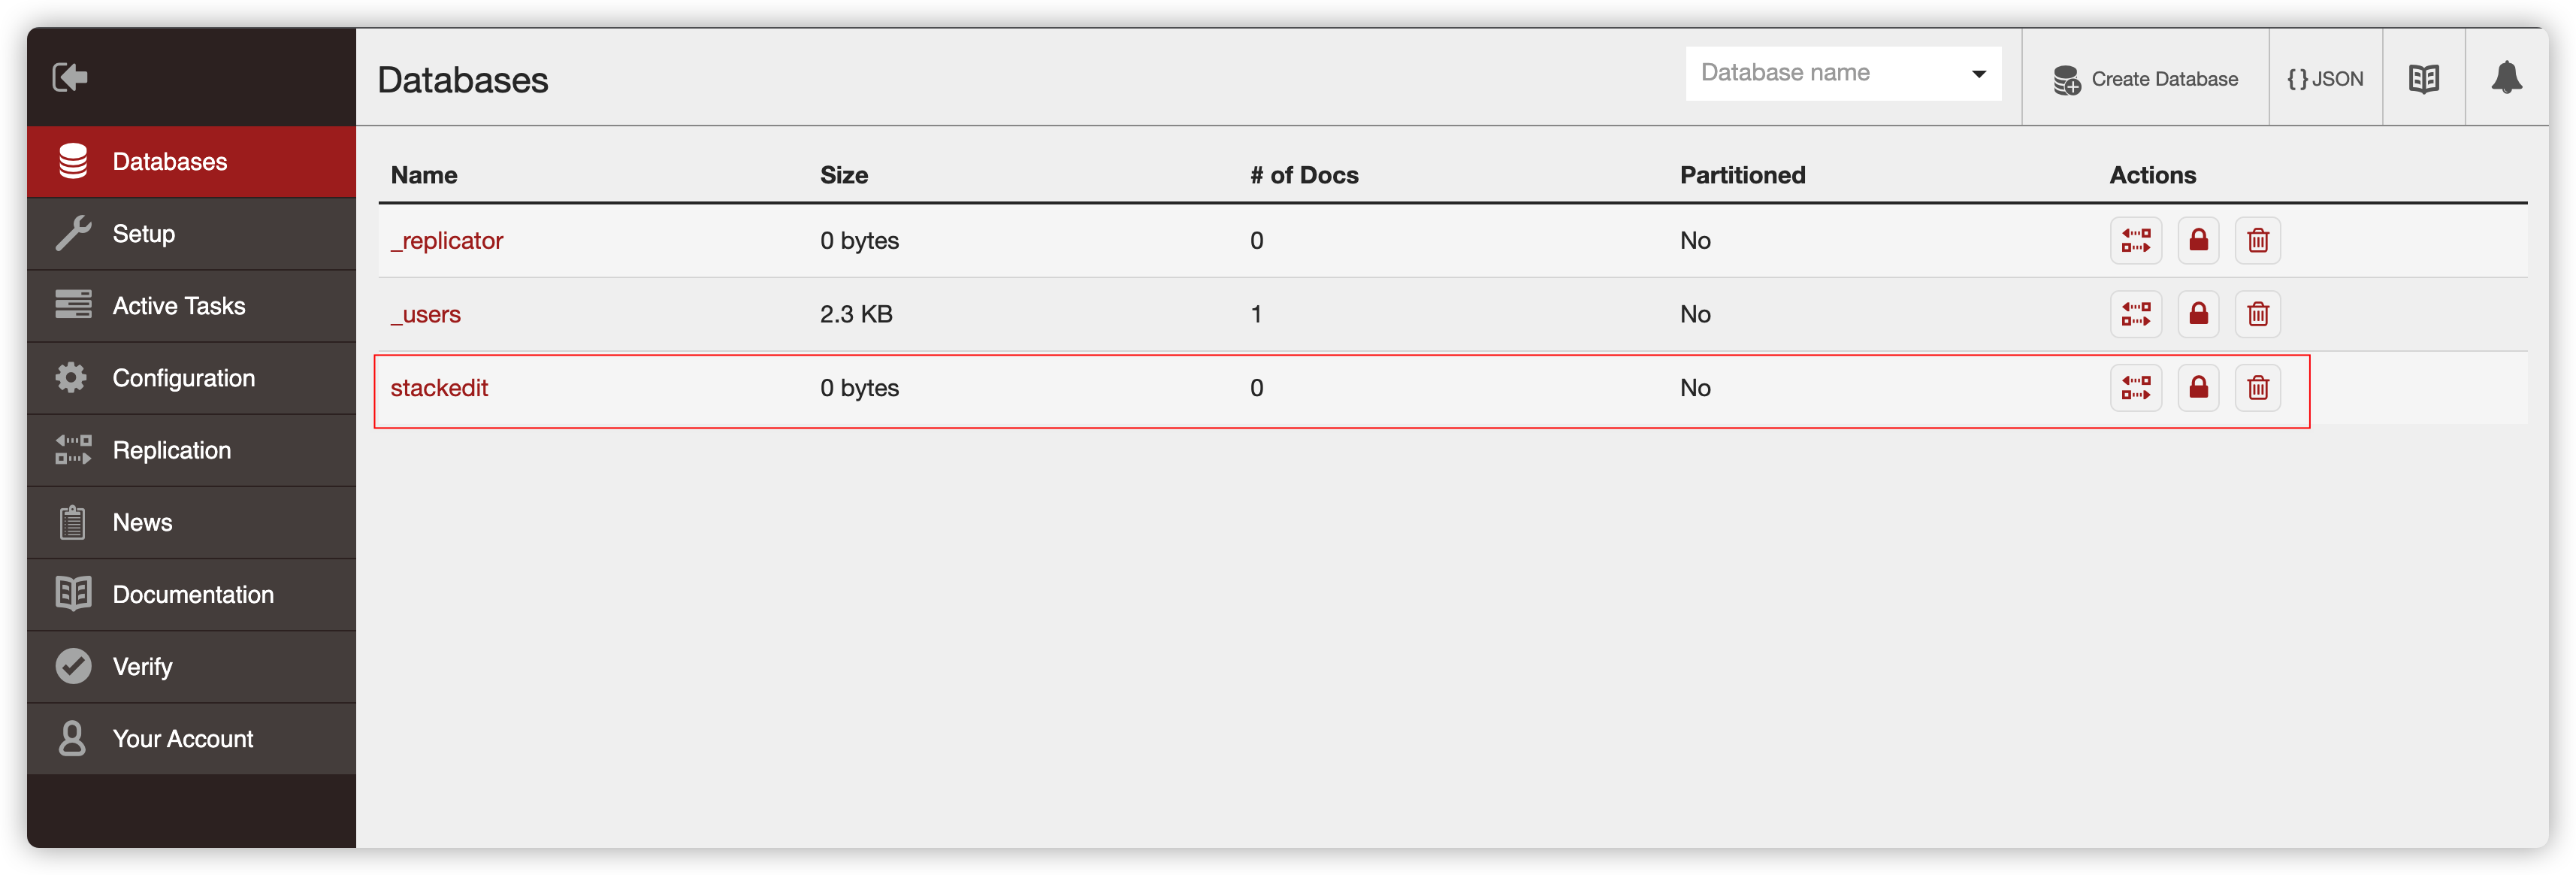 Databases
Database name
Create Database
{} JSON
Databases
Setup
Active Tasks
Configuration
Replication
News
Documentation
Verify
Your Account
Name Size # of Docs Partitioned Actions
_replicator 0 bytes 0 No
_users 2.3 KB 1 No
stackedit 0 bytes 0 No